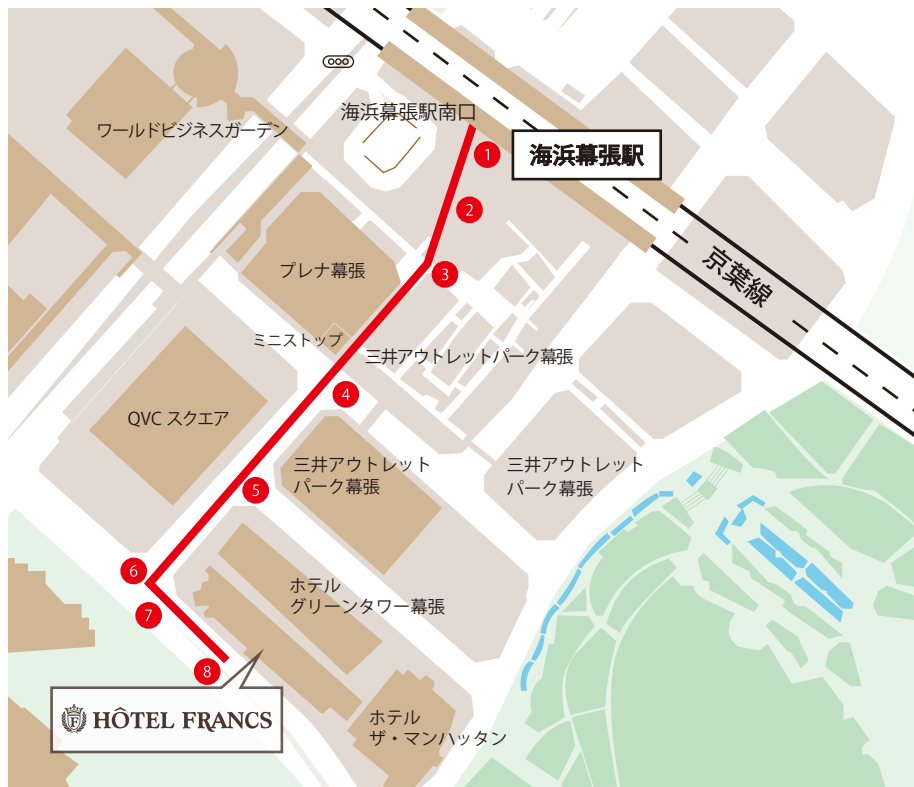 海浜幕張駅南口
ワールドビジネスガーデン
1
海浜幕張駅
2
京葉線
プレナ幕張
3
ミニストップ
三井アウトレットパーク幕張
4
QVC スクエア
三井アウトレット
パーク幕張
三井アウトレット
パーク幕張
5
6
ホテル
グリーンタワー幕張
7
8
F
HÔTEL FRANCS
ホテル
ザ・マンハッタン